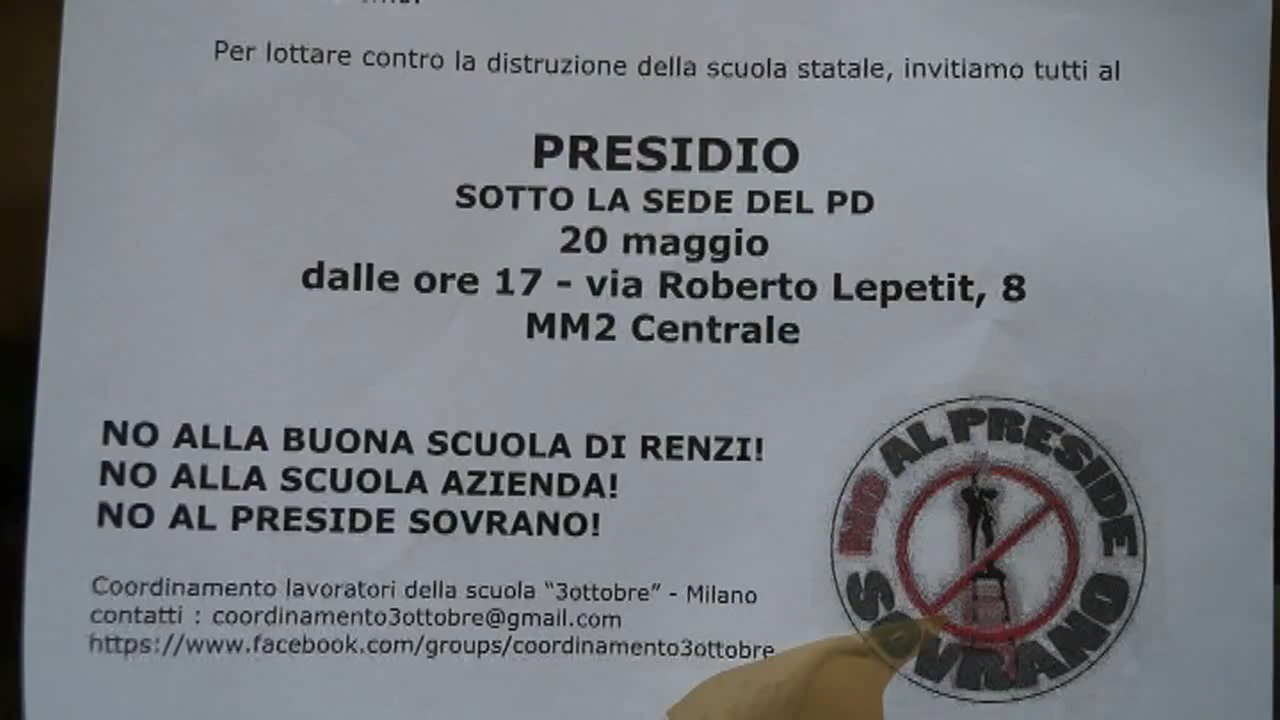 Per lottare contro la distruzione della scuola statale, invitiamo tutti al
PRESIDIO
SOTTO LA SEDE DEL PD
20 maggio
dalle ore 17 - via Roberto Lepetit, 8
MM2 Centrale
NO ALLA BUONA SCUOLA DI RENZI!
NO ALLA SCUOLA AZIENDA!
NO AL PRESIDE SOVRANO!
NO AL PRESIDE SOVRANO
Coordinamento lavoratori della scuola “3ottobre” - Milano
contatti : coordinamento3ottobre@gmail.com
https://www.facebook.com/groups/coordinamento3ottobre